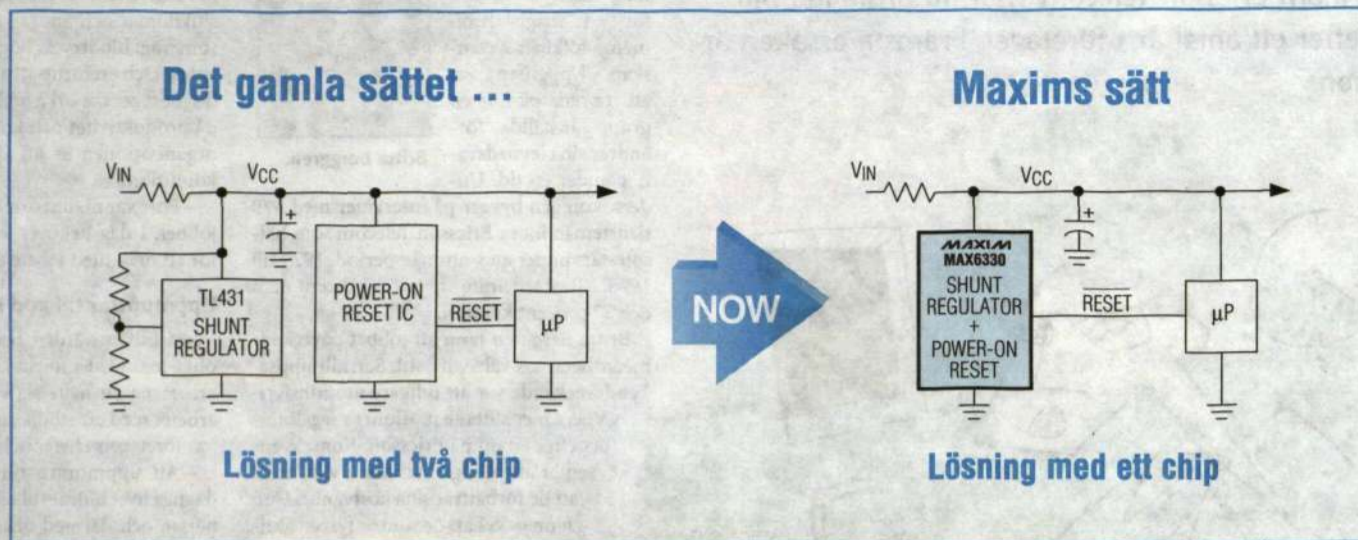 Det gamla sättet ...
Maxims sätt
VIN
VCC
+
TL431
SHUNT
REGULATOR
POWER-ON
RESET IC
RESET
µP
Lösning med två chip
NOW
VIN
VCC
+
MAXIM
MAX6330
SHUNT
REGULATOR
+
POWER-ON
RESET
RESET
µP
Lösning med ett chip